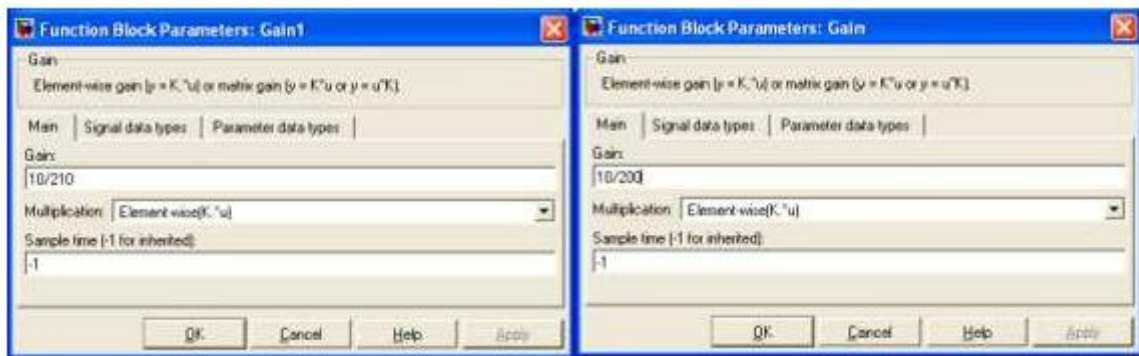 Function Block Parameters: Gain1
Gain
Element-wise gain (y = K.*u) or matrix gain (y = K*u or y = u*K).
Main Signal data types Parameter data types
Gain:
10/210
Multiplication: Element-wise(K.*u)
Sample time (-1 for inherited):
-1
OK Cancel Help Apply
Function Block Parameters: Gain
Gain
Element-wise gain (y = K.*u) or matrix gain (y = K*u or y = u*K).
Main Signal data types Parameter data types
Gain:
10/200
Multiplication: Element-wise(K.*u)
Sample time (-1 for inherited):
-1
OK Cancel Help Apply